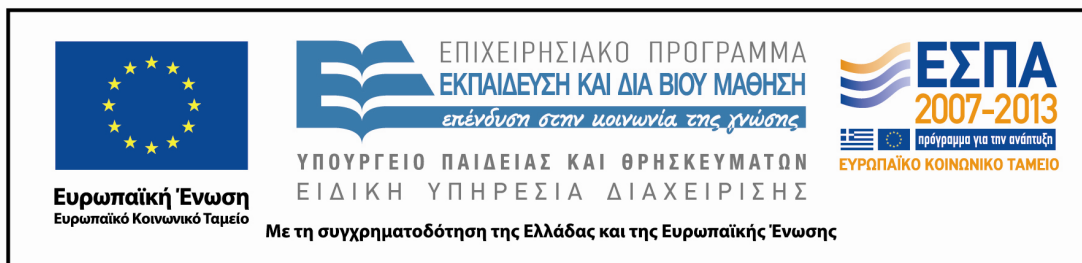 Ευρωπαϊκή Ένωση
Ευρωπαϊκό Κοινωνικό Ταμείο
ΕΠΙΧΕΙΡΗΣΙΑΚΟ ΠΡΟΓΡΑΜΜΑ
ΕΚΠΑΙΔΕΥΣΗ ΚΑΙ ΔΙΑ ΒΙΟΥ ΜΑΘΗΣΗ
επένδυση στην κοινωνία της γνώσης
ΥΠΟΥΡΓΕΙΟ ΠΑΙΔΕΙΑΣ ΚΑΙ ΘΡΗΣΚΕΥΜΑΤΩΝ
ΕΙΔΙΚΗ ΥΠΗΡΕΣΙΑ ΔΙΑΧΕΙΡΙΣΗΣ
ΕΣΠΑ
2007-2013
πρόγραμμα για την ανάπτυξη
ΕΥΡΩΠΑΪΚΟ ΚΟΙΝΩΝΙΚΟ ΤΑΜΕΙΟ
Με τη συγχρηματοδότηση της Ελλάδας και της Ευρωπαϊκής Ένωσης